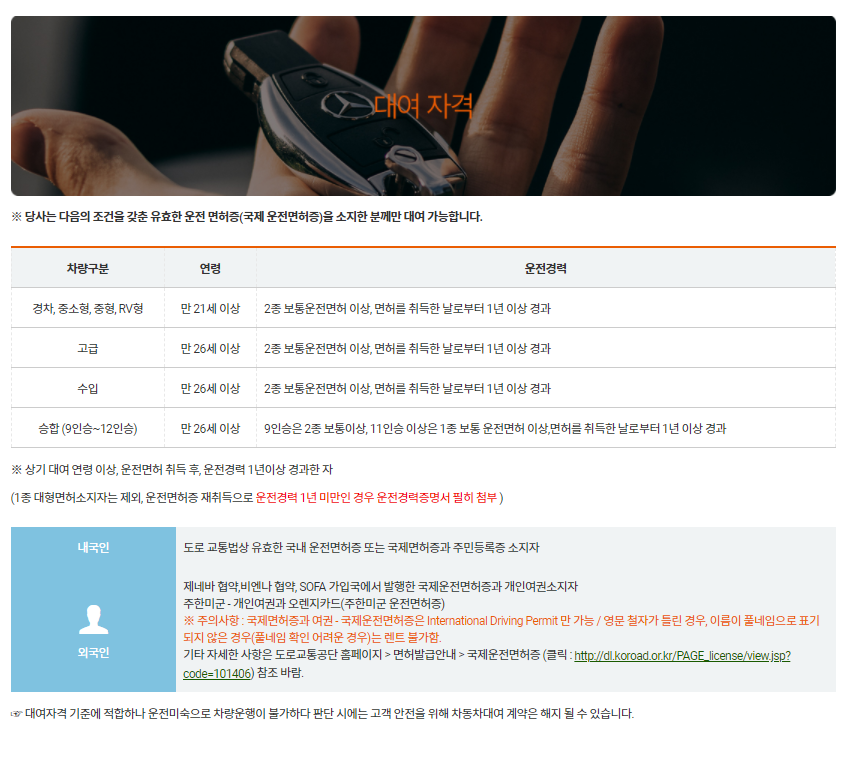 대여 자격
※ 당사는 다음의 조건을 갖춘 유효한 운전 면허증(국제 운전면허증)을 소지한 분께만 대여 가능합니다.
차량구분 연령 운전경력
경차, 중소형, 중형, RV형 만 21세 이상 2종 보통운전면허 이상, 면허를 취득한 날로부터 1년 이상 경과
고급 만 26세 이상 2종 보통운전면허 이상, 면허를 취득한 날로부터 1년 이상 경과
수입 만 26세 이상 2종 보통운전면허 이상, 면허를 취득한 날로부터 1년 이상 경과
승합 (9인승~12인승) 만 26세 이상 9인승은 2종 보통이상, 11인승 이상은 1종 보통 운전면허 이상,면허를 취득한 날로부터 1년 이상 경과
※ 상기 대여 연령 이상, 운전면허 취득 후, 운전경력 1년이상 경과한 자
(1종 대형면허소지자는 제외, 운전면허증 재취득으로 운전경력 1년 미만인 경우 운전경력증명서 필히 첨부 )
내국인 도로 교통법상 유효한 국내 운전면허증 또는 국제면허증과 주민등록증 소지자
외국인
제네바 협약,비엔나 협약, SOFA 가입국에서 발행한 국제운전면허증과 개인여권소지자
주한미군 - 개인여권과 오렌지카드(주한미군 운전면허증)
※ 주의사항 : 국제면허증과 여권 - 국제운전면허증은 International Driving Permit 만 가능 / 영문 철자가 틀린 경우, 이름이 풀네임으로 표기
되지 않은 경우(풀네임 확인 어려운 경우)는 렌트 불가함.
기타 자세한 사항은 도로교통공단 홈페이지 > 면허발급안내 > 국제운전면허증 (클릭 : http://dl.koroad.or.kr/PAGE_license/view.jsp?
code=101406) 참조 바람.
☞ 대여자격 기준에 적합하나 운전미숙으로 차량운행이 불가하다 판단 시에는 고객 안전을 위해 차동차대여 계약은 해지 될 수 있습니다.